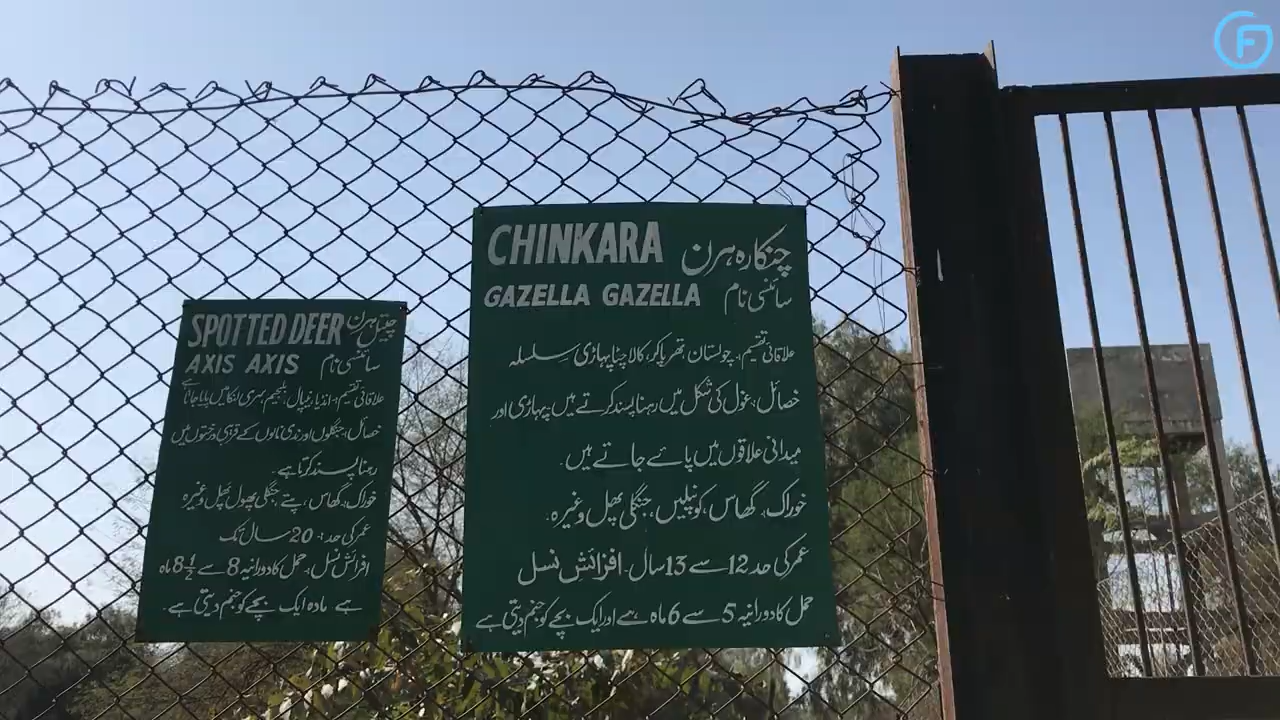 SPOTTED DEER چیتل ہرن
AXIS AXIS سائنسی نام
علاقائی تقسیم:۔ انڈیا، نیپال، سری لنکا میں پایا جاتا ہے
خصائل:۔ جنگلوں اور ندی نالوں کے قریبی درختوں میں
رہنا پسند کرتا ہے۔
خوراک:۔ گھاس، پتے، جنگلی پھول پھل وغیرہ
عمر کی حد:۔ 20 سال تک
افزائش نسل:۔ حمل کا دورانیہ 8 سے 8½ ماہ
ہے مادہ ایک بچے کو جنم دیتی ہے۔
CHINKARA چنکارہ ہرن
GAZELLA GAZELLA سائنسی نام
علاقائی تقسیم:۔ چولستان، تھرپارکر، کالا چٹا پہاڑی سلسلہ
خصائل:۔ غول کی شکل میں رہنا پسند کرتے ہیں۔ پہاڑی اور
میدانی علاقوں میں پائے جاتے ہیں۔
خوراک:۔ گھاس، کونپلیں، جنگلی پھل وغیرہ۔
عمر کی حد 12 سے 13 سال۔ افزائش نسل
حمل کا دورانیہ 5 سے 6 ماہ ہے اور ایک بچے کو جنم دیتی ہے